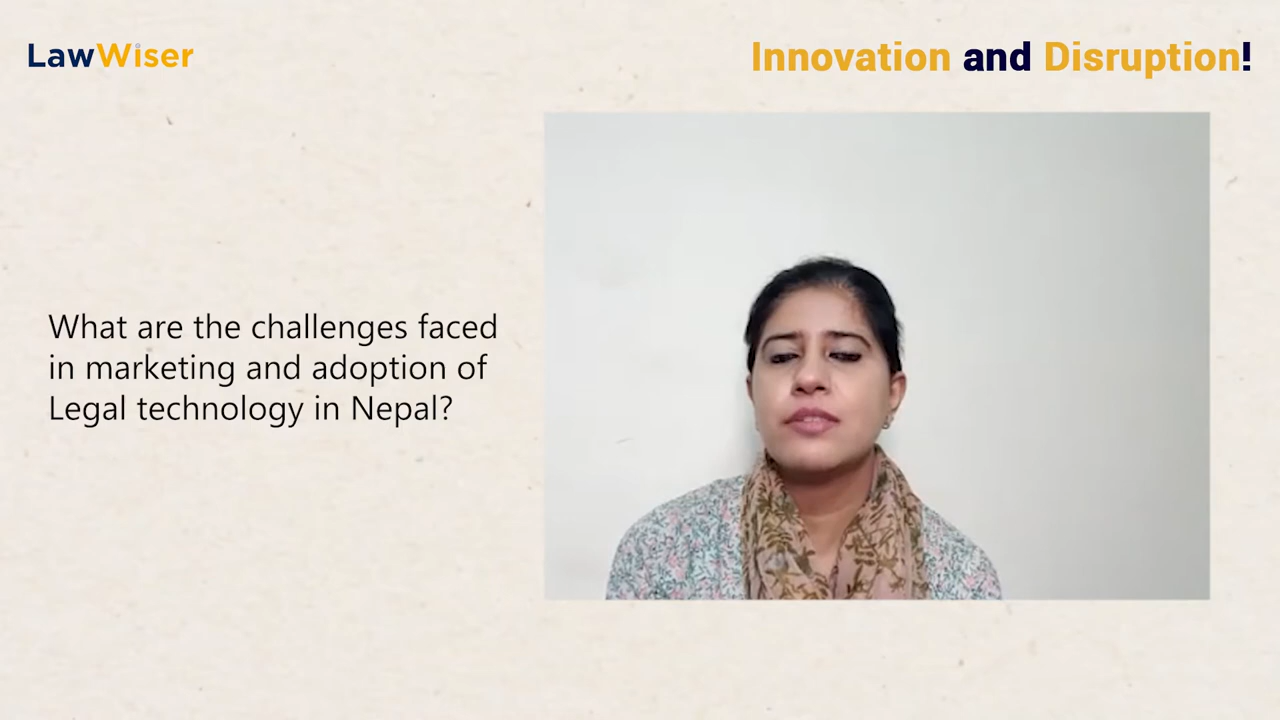 LawWiser
Innovation and Disruption!
What are the challenges faced
in marketing and adoption of
Legal technology in Nepal?